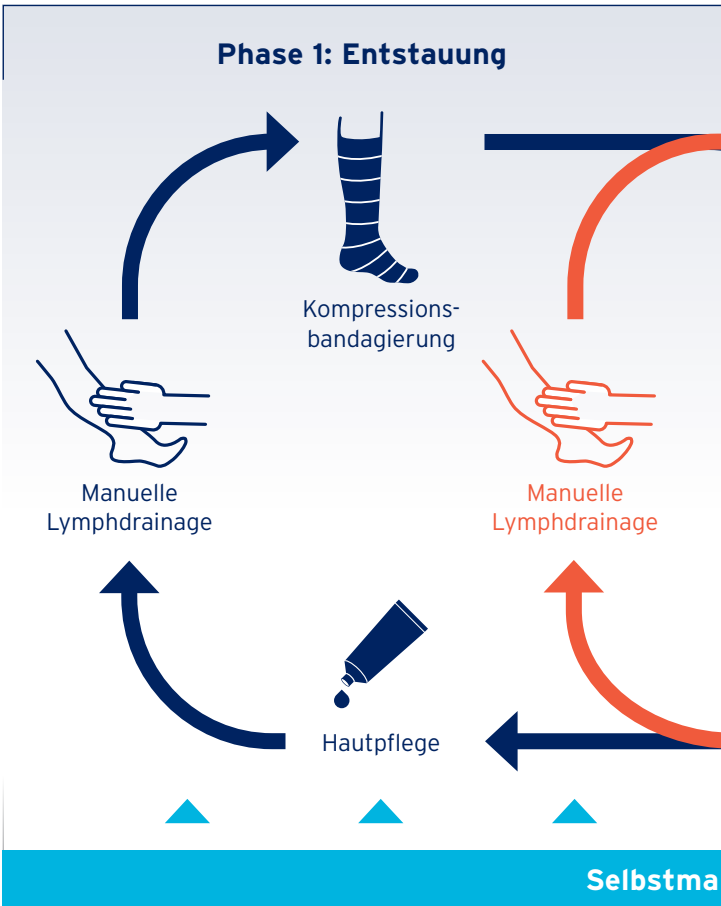 Phase 1: Entstauung
Kompressions-
bandagierung
Manuelle
Lymphdrainage
Manuelle
Lymphdrainage
Hautpflege
Selbstma